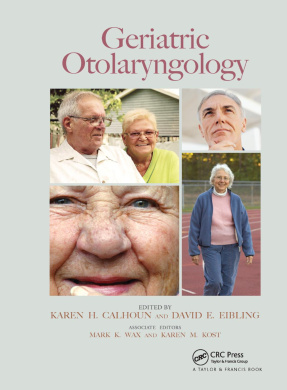 Geriatric
Otolaryngology
EDITED BY
KAREN H. CALHOUN AND DAVID E. EIBLING
ASSOCIATE EDITORS
MARK K. WAX AND KAREN M. KOST
CRC
CRC Press
Taylor & Francis Group
A TAYLOR & FRANCIS BOOK